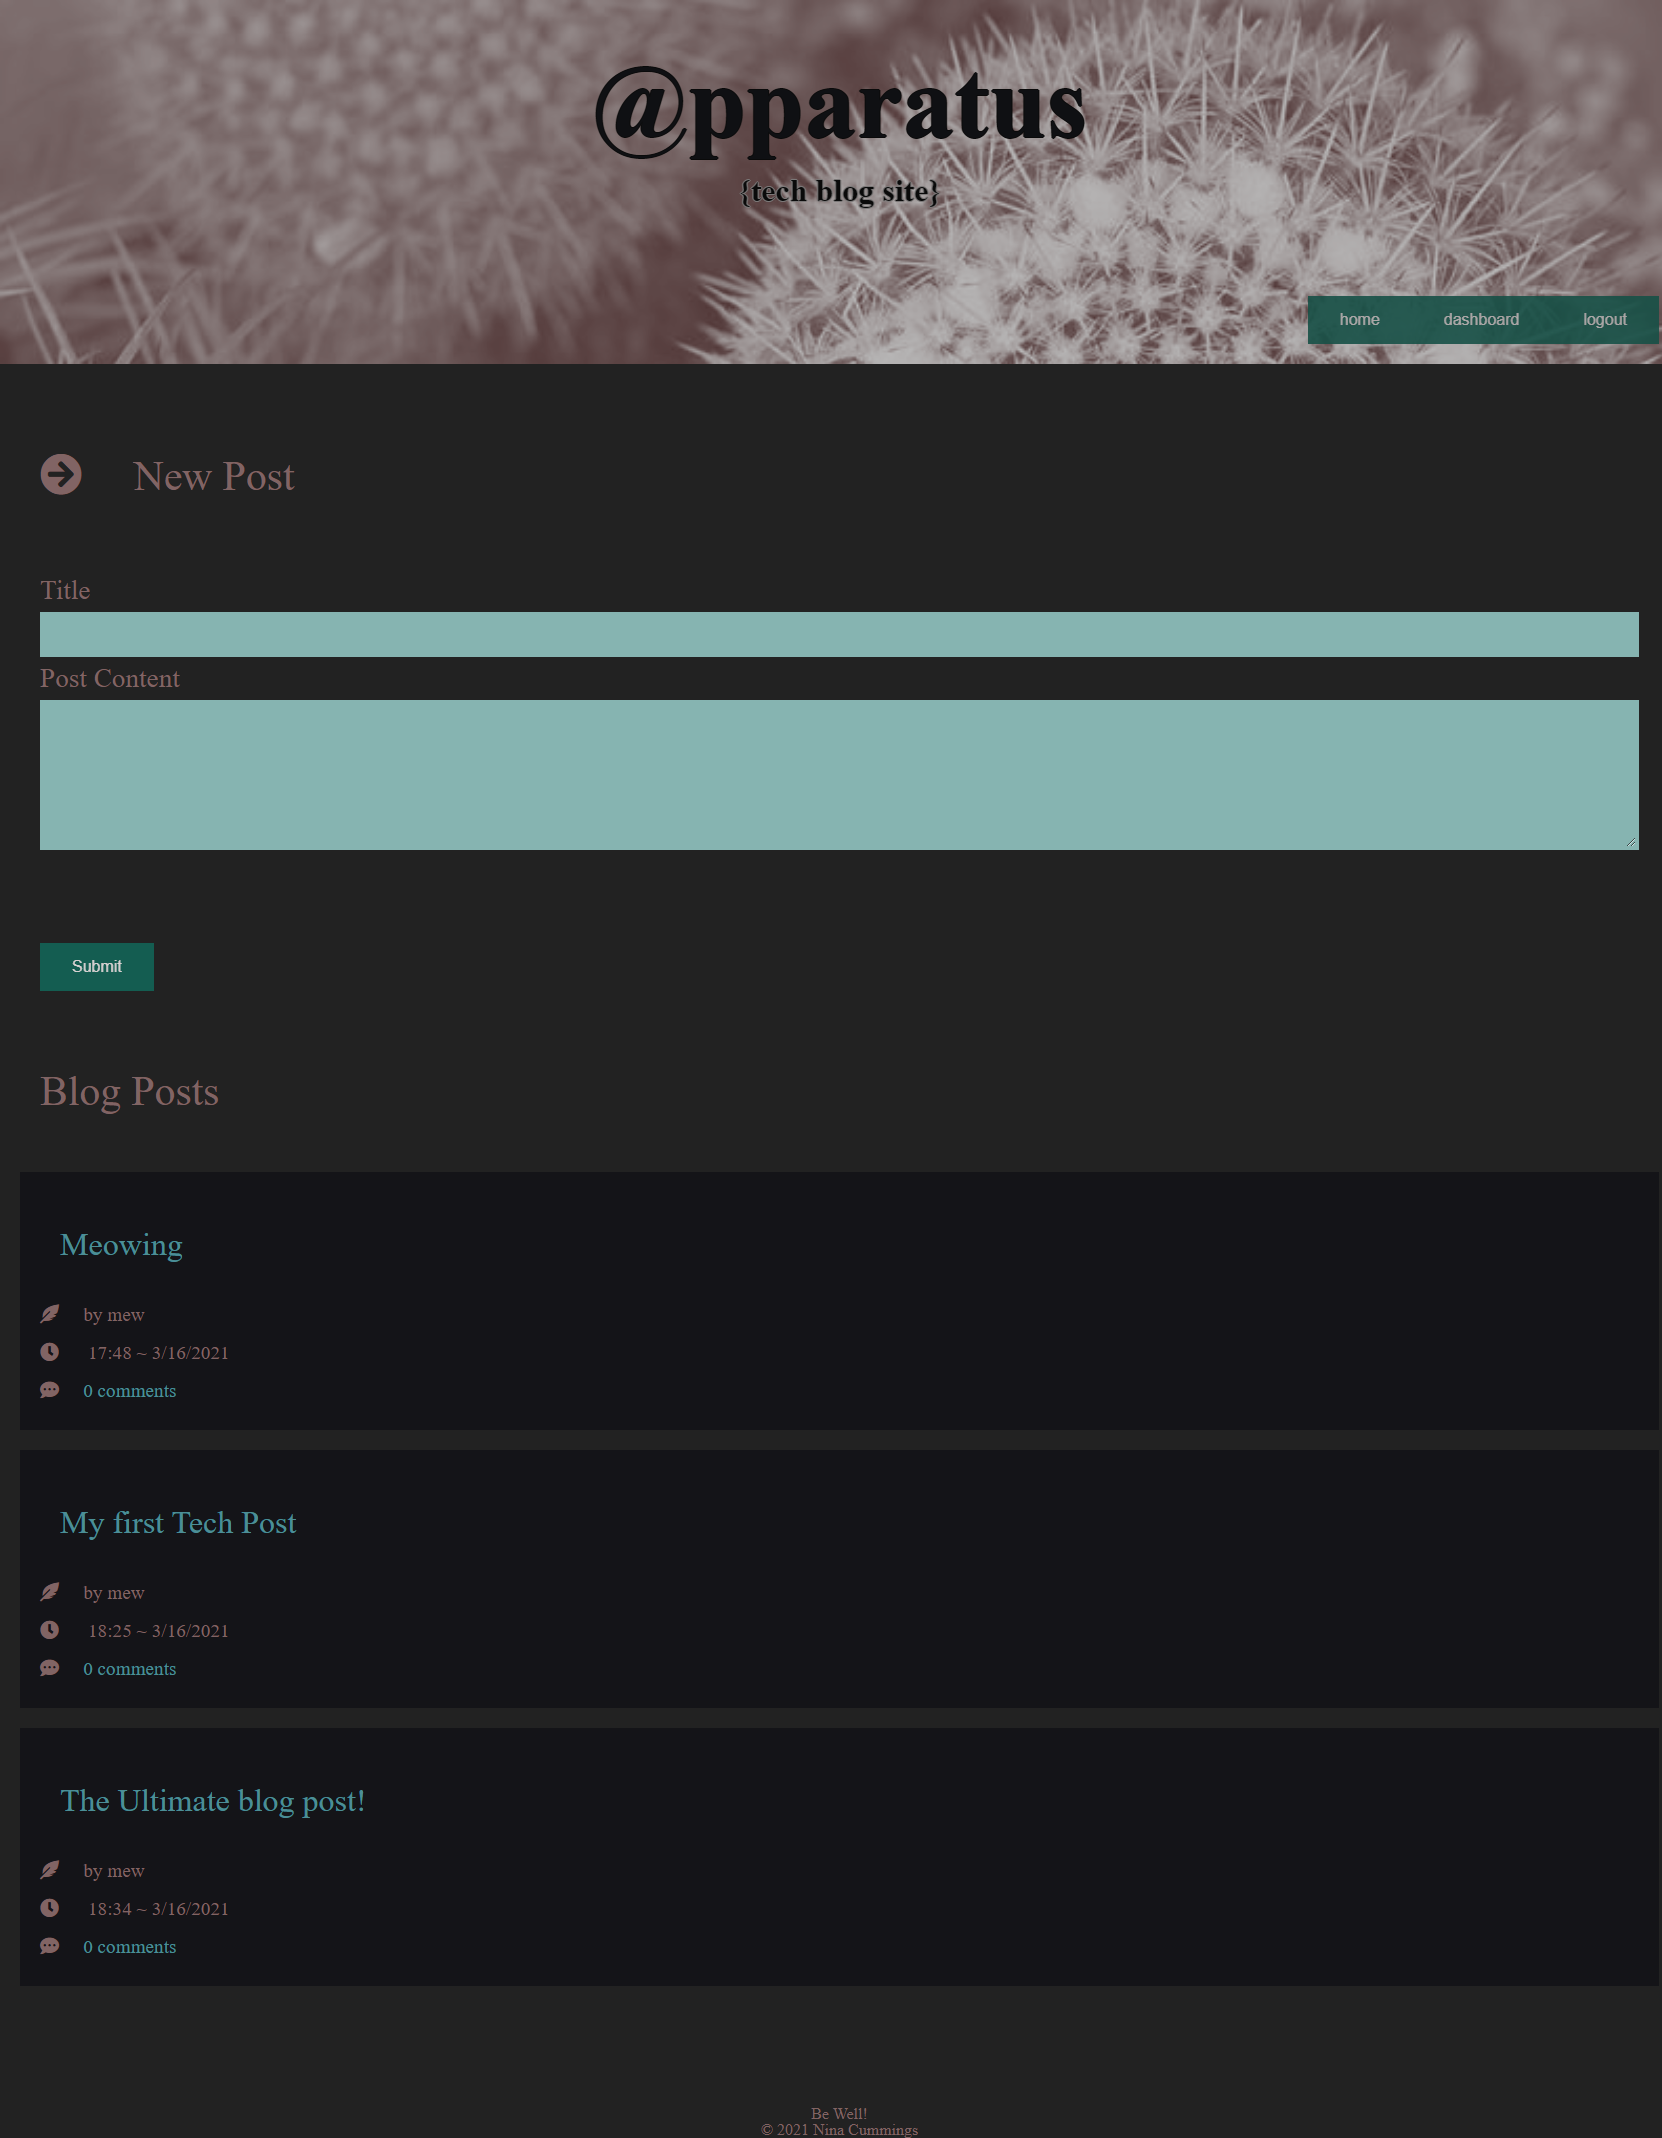 @pparatus
{tech blog site}
home dashboard logout
New Post
Title
Post Content
Submit
Blog Posts
Meowing
by mew
17:48 ~ 3/16/2021
0 comments
My first Tech Post
by mew
18:25 ~ 3/16/2021
0 comments
The Ultimate blog post!
by mew
18:34 ~ 3/16/2021
0 comments
Be Well!
© 2021 Nina Cummings